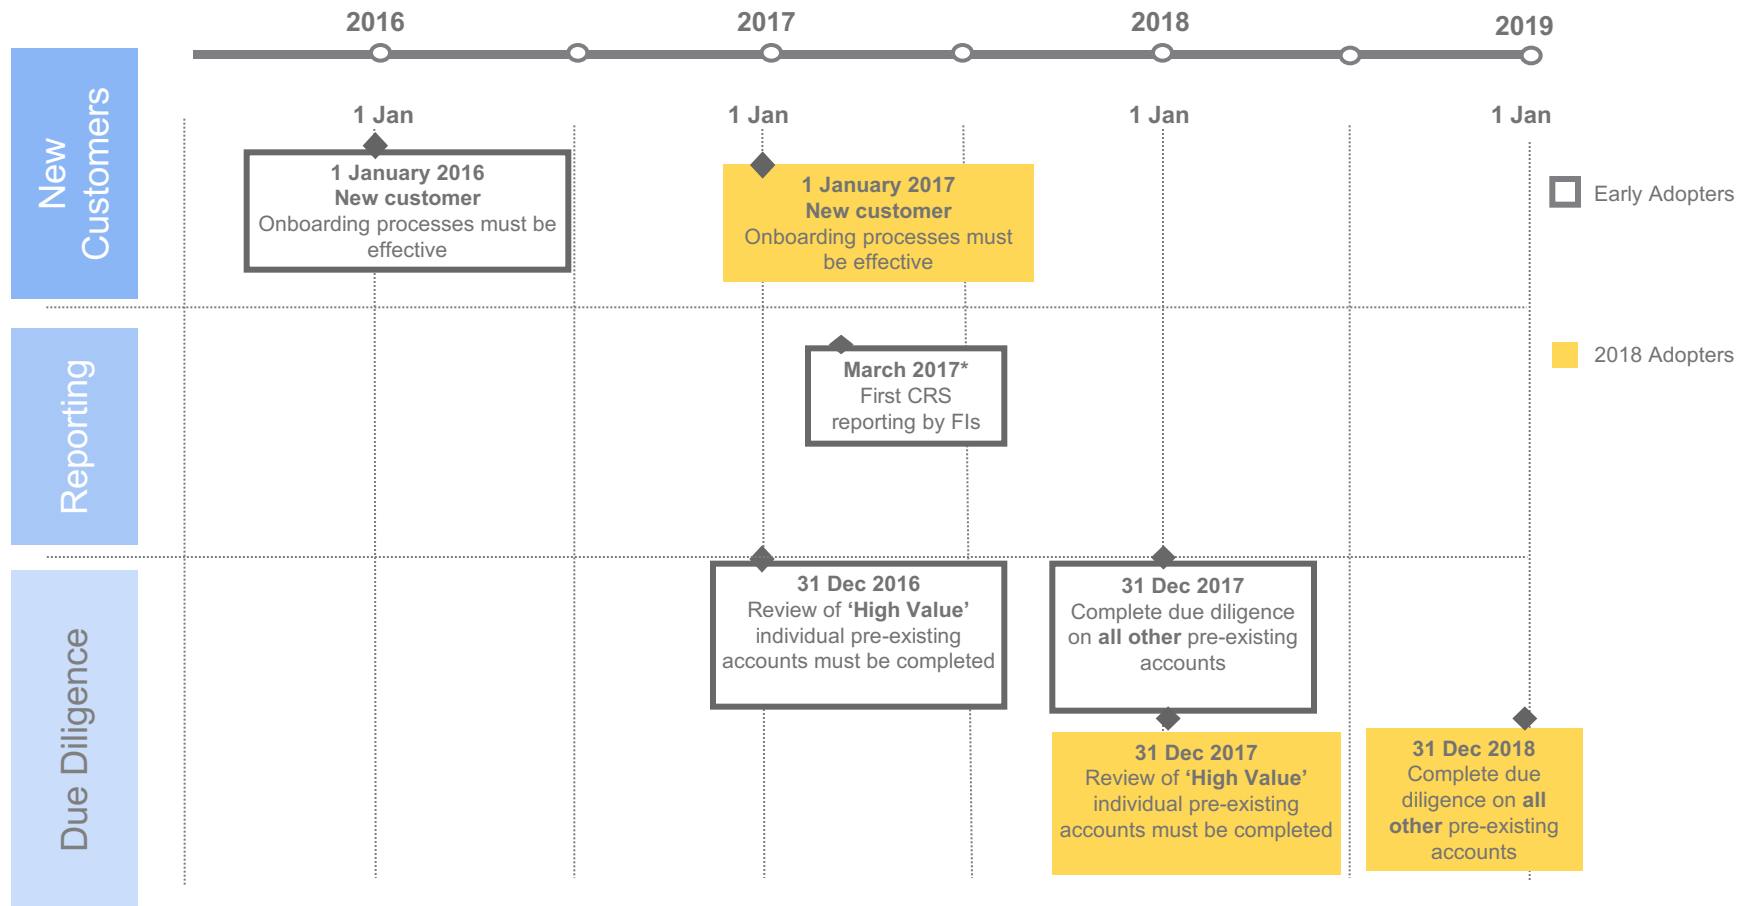 2016
2017
2018
2019
1 Jan
1 Jan
1 Jan
1 Jan
New
Customers
1 January 2016
New customer
Onboarding processes must be
effective
1 January 2017
New customer
Onboarding processes must
be effective
Early Adopters
2018 Adopters
Reporting
March 2017*
First CRS
reporting by FIs
Due Diligence
31 Dec 2016
Review of ‘High Value’
individual pre-existing
accounts must be completed
31 Dec 2017
Complete due diligence
on all other pre-existing
accounts
31 Dec 2017
Review of ‘High Value’
individual pre-existing
accounts must be completed
31 Dec 2018
Complete due
diligence on all
other pre-existing
accounts